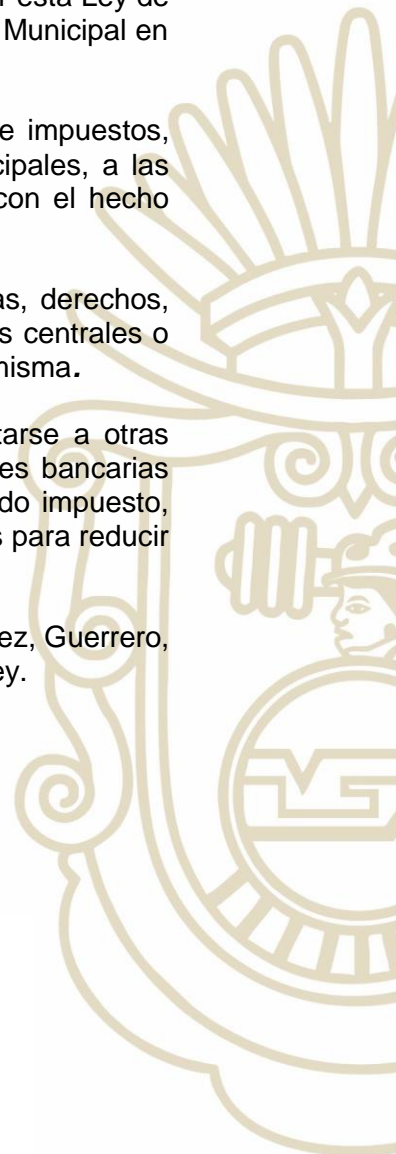 esta Ley de
Municipal en
e impuestos,
cipales, a las
con el hecho
as, derechos,
s centrales o
misma.
tarse a otras
es bancarias
do impuesto,
s para reducir
ez, Guerrero,
ey.